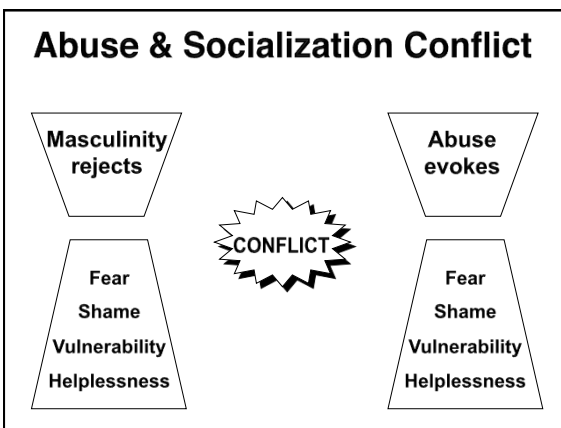 Abuse & Socialization Conflict
Masculinity
rejects
Fear
Shame
Vulnerability
Helplessness
CONFLICT
Abuse
evokes
Fear
Shame
Vulnerability
Helplessness